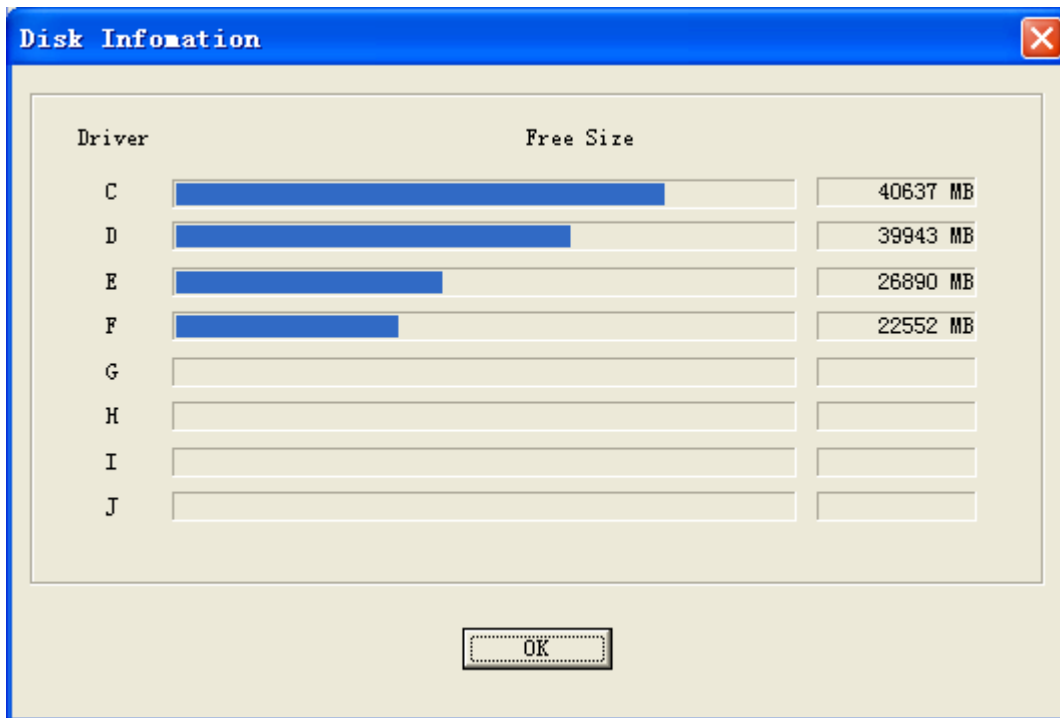 Disk Infomation
Driver Free Size
C 40637 MB
D 39943 MB
E 26890 MB
F 22552 MB
G
H
I
J
OK